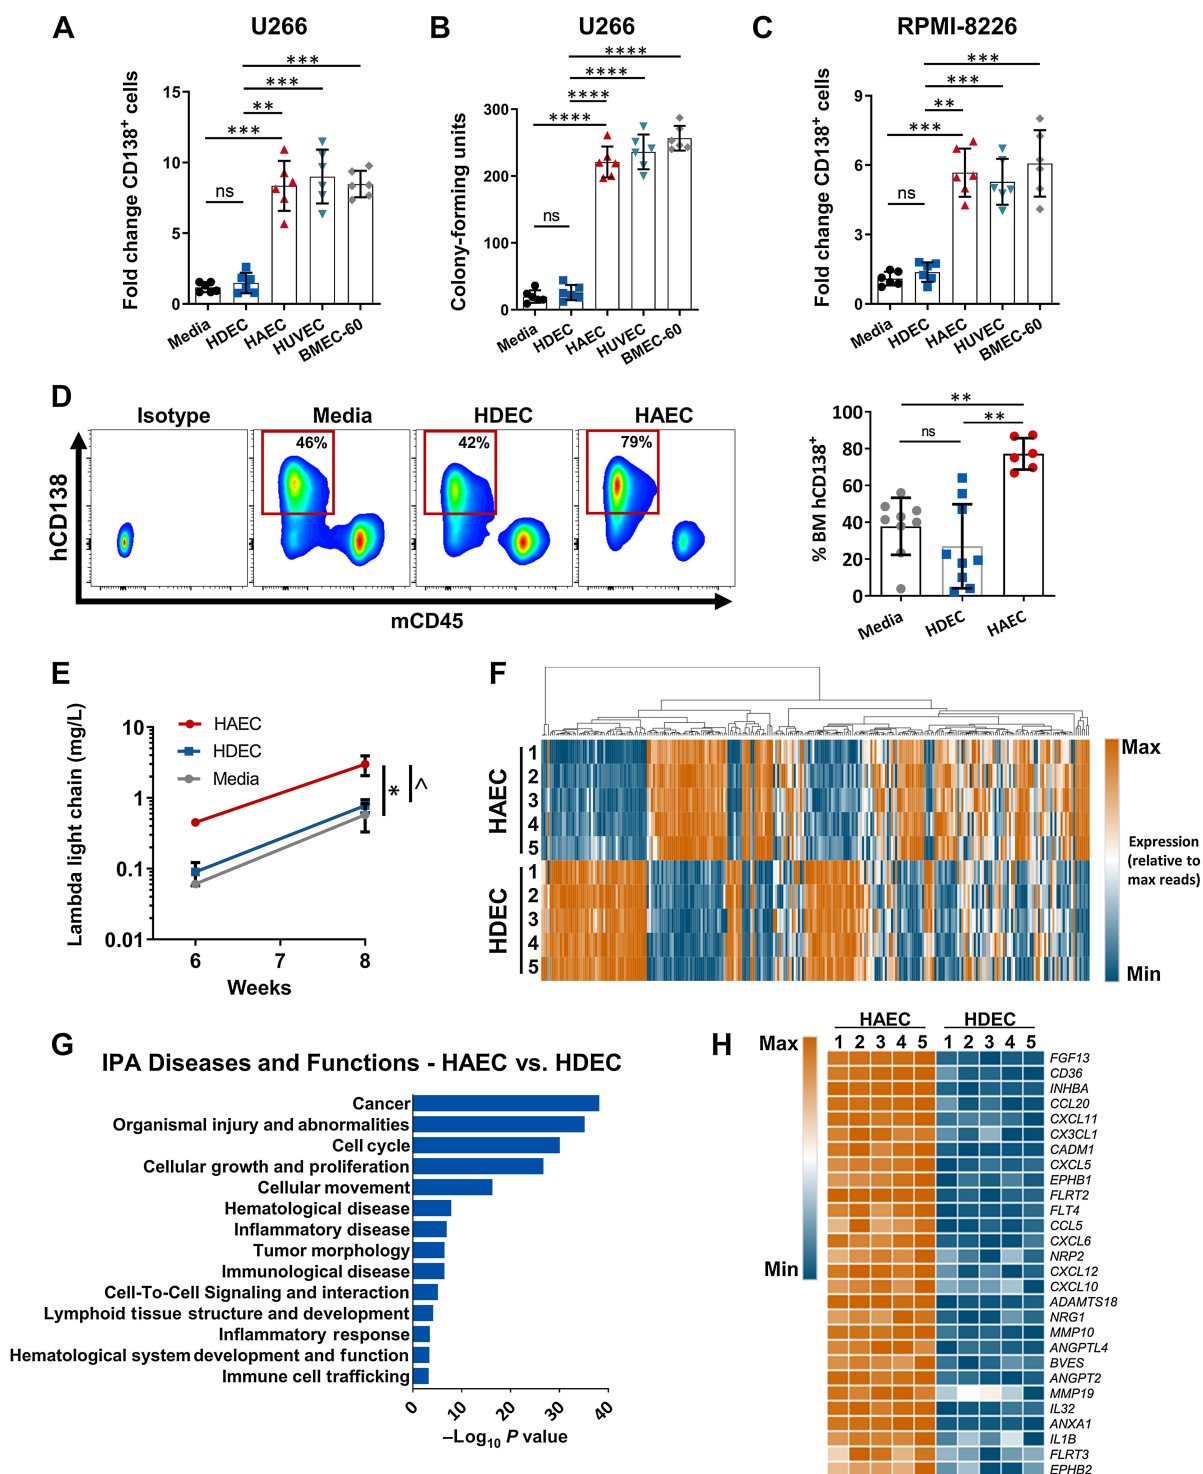 A
U266
Fold change CD138+ cells
15
10
5
0
ns
***
**
***
***
Media
HDEC
HAEC
HUVEC
BMEC-60
B
U266
Colony-forming units
300
200
100
0
ns
****
****
****
****
Media
HDEC
HAEC
HUVEC
BMEC-60
C
RPMI-8226
Fold change CD138+ cells
9
6
3
0
ns
***
**
***
***
Media
HDEC
HAEC
HUVEC
BMEC-60
D
Isotype
Media
HDEC
HAEC
46%
42%
79%
hCD138
mCD45
% BM hCD138+
100
80
60
40
20
0
ns
**
**
Media
HDEC
HAEC
E
Lambda light chain (mg/L)
10
1
0.1
0.01
HAEC
HDEC
Media
*
^
6
7
8
Weeks
F
HAEC
1
2
3
4
5
HDEC
1
2
3
4
5
Max
Expression
(relative to
max reads)
Min
G
IPA Diseases and Functions - HAEC vs. HDEC
Cancer
Organismal injury and abnormalities
Cell cycle
Cellular growth and proliferation
Cellular movement
Hematological disease
Inflammatory disease
Tumor morphology
Immunological disease
Cell-To-Cell Signaling and interaction
Lymphoid tissue structure and development
Inflammatory response
Hematological system development and function
Immune cell trafficking
0
10
20
30
40
–Log10 P value
H
Max
Min
HAEC
HDEC
1 2 3 4 5 1 2 3 4 5
FGF13
CD36
INHBA
CCL20
CXCL11
CX3CL1
CADM1
CXCL5
EPHB1
FLRT2
FLT4
CCL5
CXCL6
NRP2
CXCL12
CXCL10
ADAMTS18
NRG1
MMP10
ANGPTL4
BVES
ANGPT2
MMP19
IL32
ANXA1
IL1B
FLRT3
EPHB2